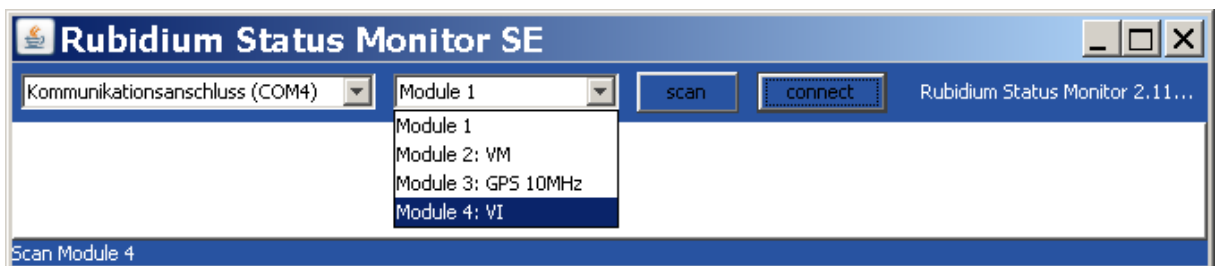 Rubidium Status Monitor SE
Kommunikationsanschluss (COM4) Module 1 scan connect Rubidium Status Monitor 2.11...
Module 1
Module 2: VM
Module 3: GPS 10MHz
Module 4: VI
Scan Module 4